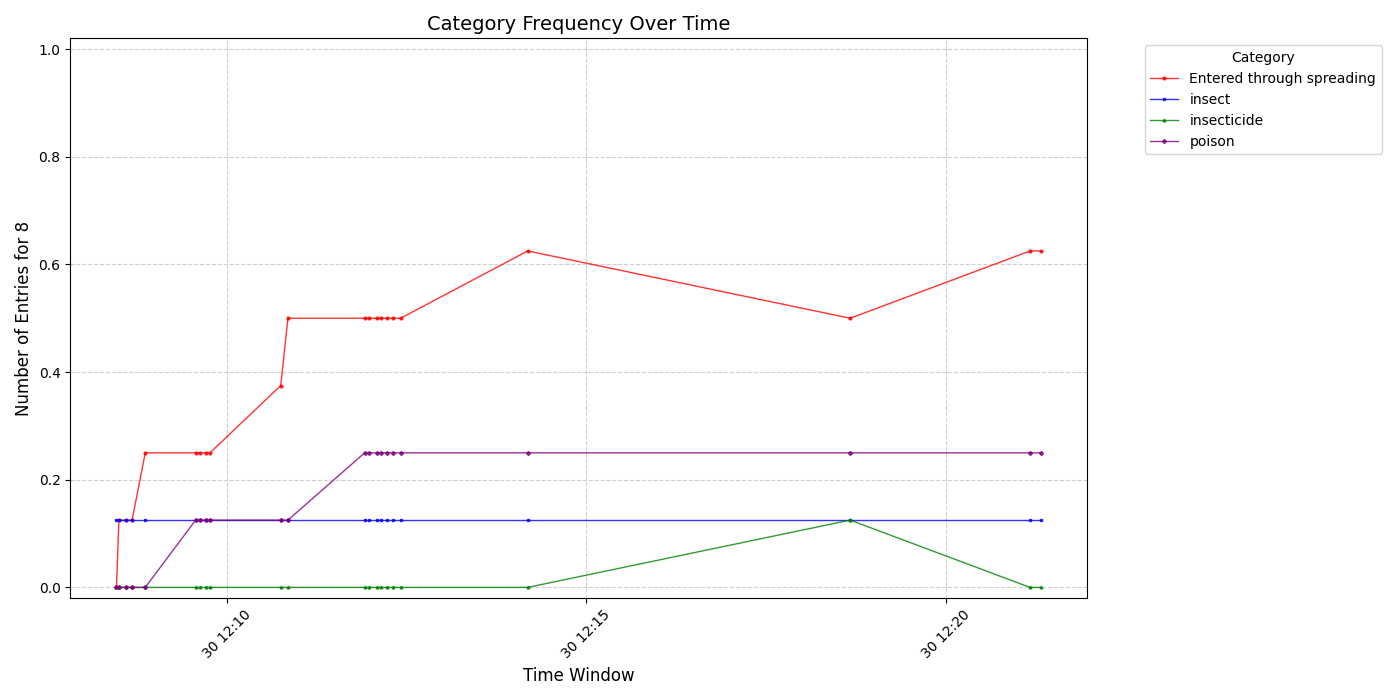 Category Frequency Over Time
Number of Entries for 8
1.0
0.8
0.6
0.4
0.2
0.0
30 12:10
30 12:15
30 12:20
Time Window
Category
Entered through spreading
insect
insecticide
poison